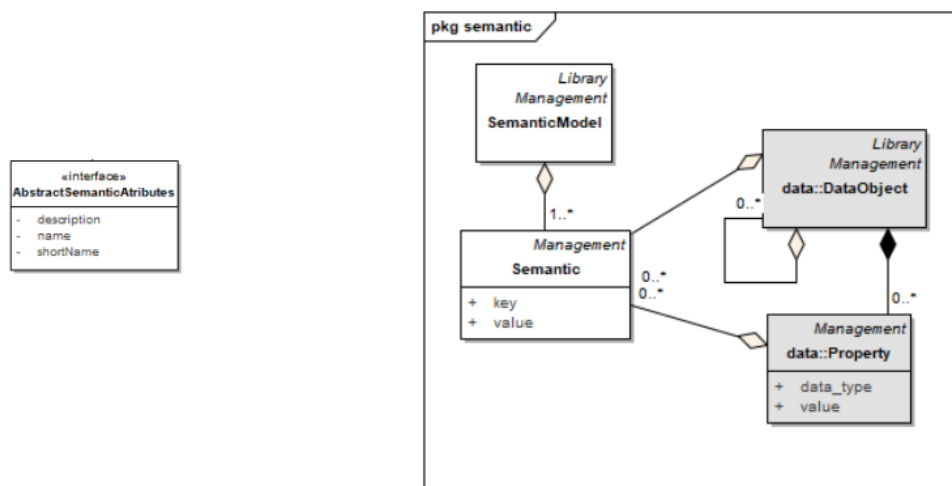 pkg semantic
Library
Management
SemanticModel
1..*
Management
Semantic
+ key
+ value
0..*
0..*
Library
Management
data::DataObject
0..*
0..*
Management
data::Property
+ data_type
+ value
«interface»
AbstractSemanticAtributes
- description
- name
- shortName